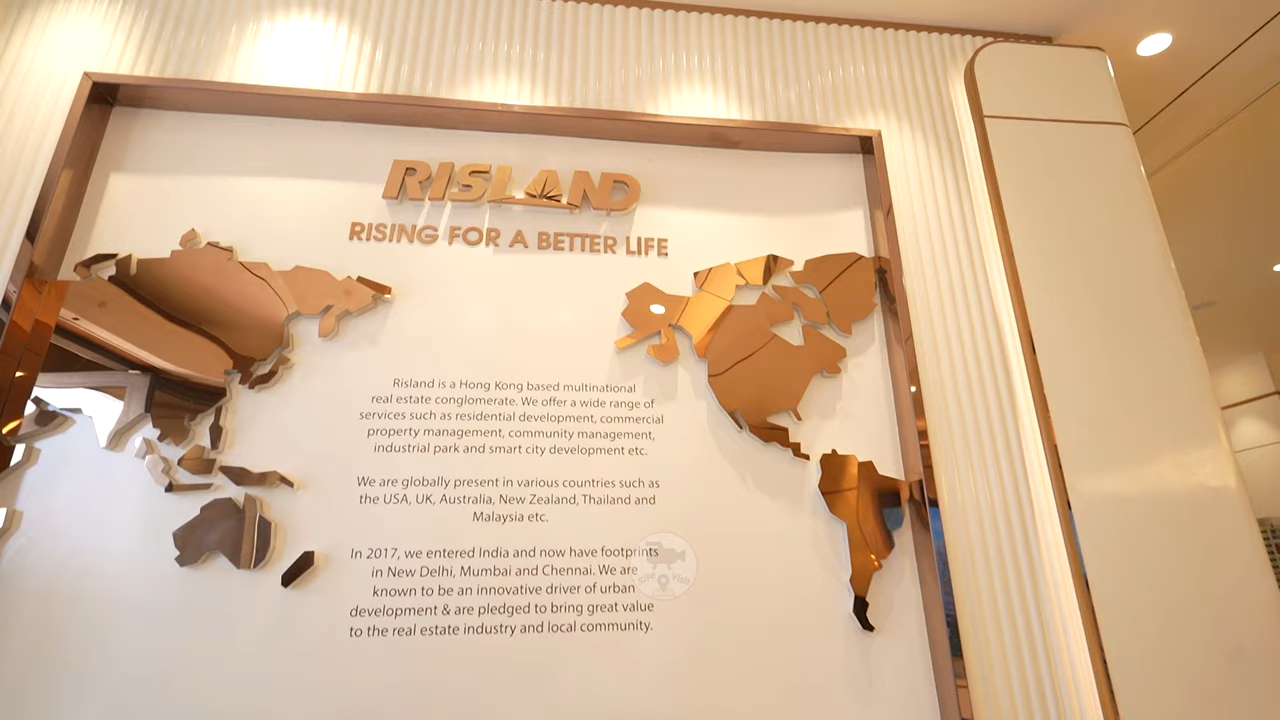 RISLAND
RISING FOR A BETTER LIFE
Risland is a Hong Kong based multinational
real estate conglomerate. We offer a wide range of
services such as residential development, commercial
property management, community management,
industrial park and smart city development etc.
We are globally present in various countries such as
the USA, UK, Australia, New Zealand, Thailand and
Malaysia etc.
In 2017, we entered India and now have footprints
in New Delhi, Mumbai and Chennai. We are
known to be an innovative driver of urban
development & are pledged to bring great value
to the real estate industry and local community.
Site Visit